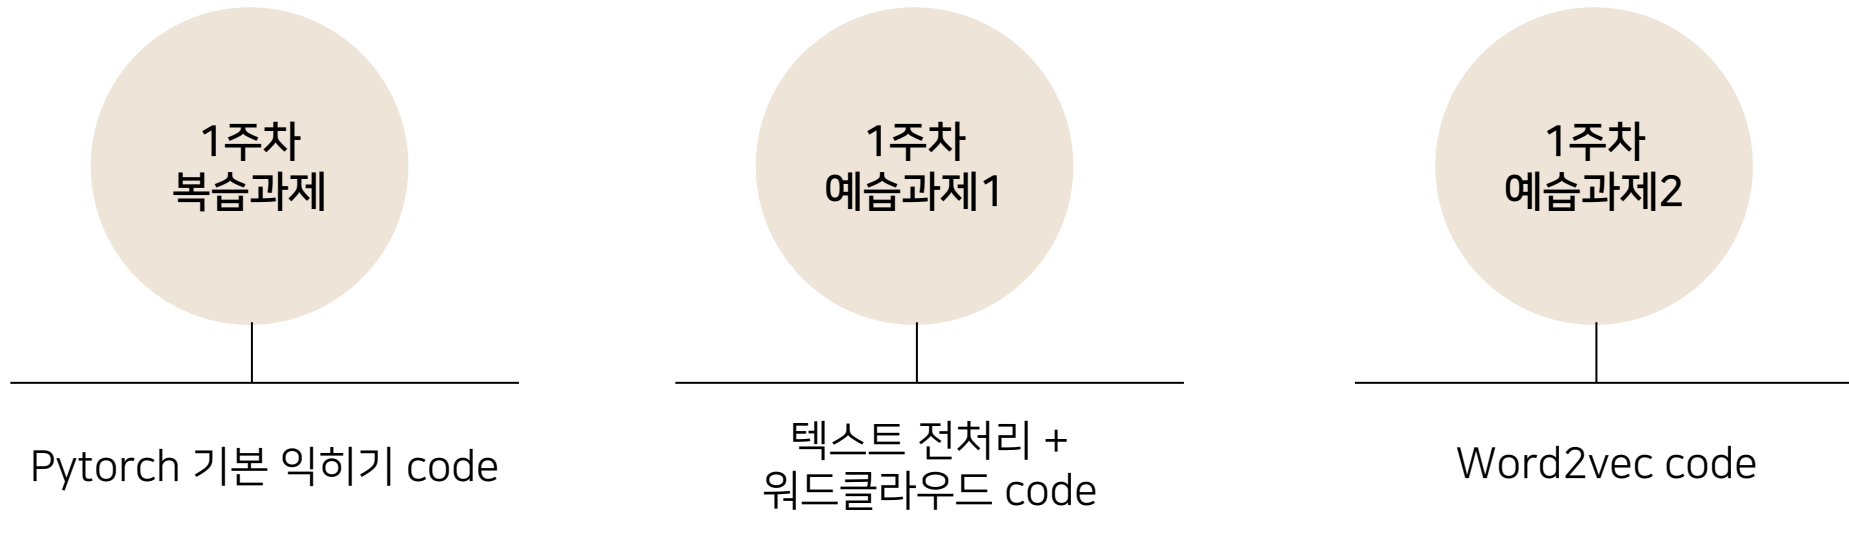 1주차
복습과제
Pytorch 기본 익히기 code
1주차
예습과제1
텍스트 전처리 +
워드클라우드 code
1주차
예습과제2
Word2vec code